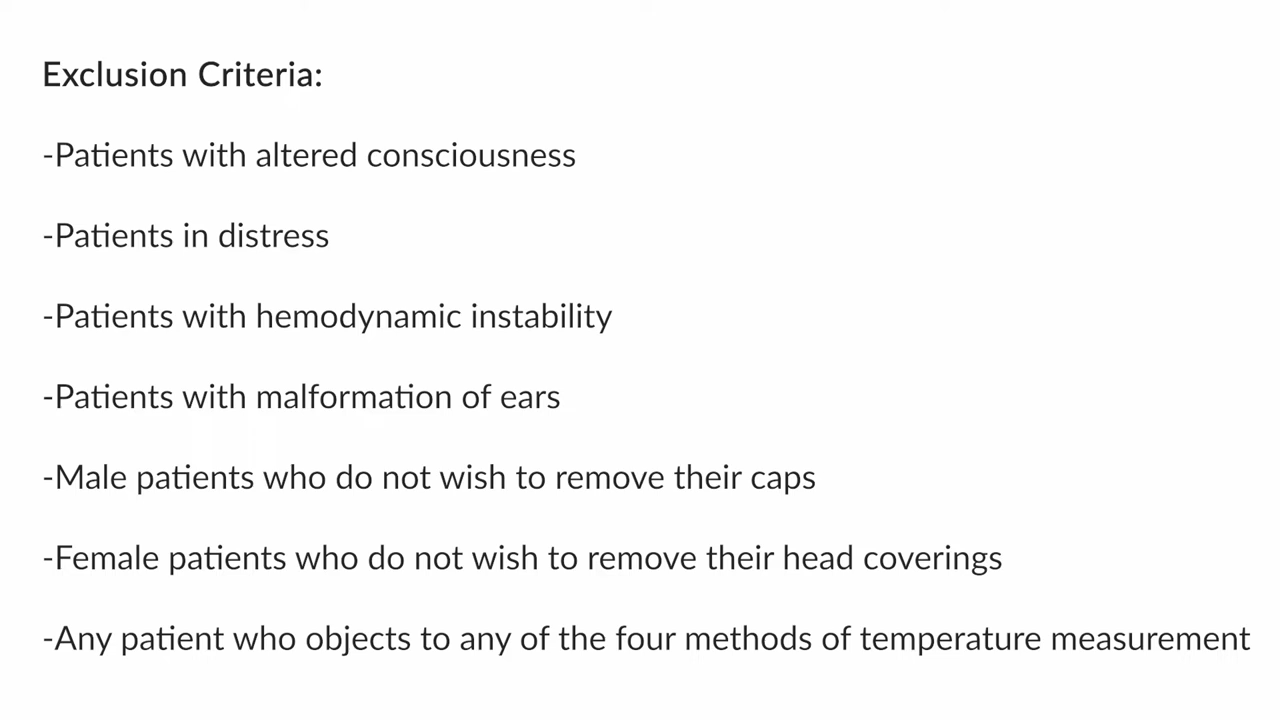 Exclusion Criteria:
-Patients with altered consciousness
-Patients in distress
-Patients with hemodynamic instability
-Patients with malformation of ears
-Male patients who do not wish to remove their caps
-Female patients who do not wish to remove their head coverings
-Any patient who objects to any of the four methods of temperature measurement